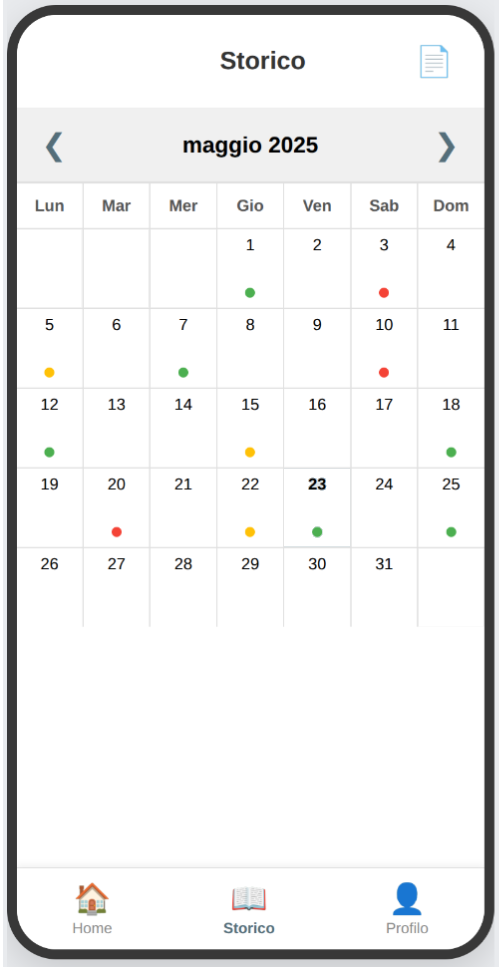 Storico
maggio 2025
Lun Mar Mer Gio Ven Sab Dom
1 2 3 4
5 6 7 8 9 10 11
12 13 14 15 16 17 18
19 20 21 22 23 24 25
26 27 28 29 30 31
Home Storico Profilo